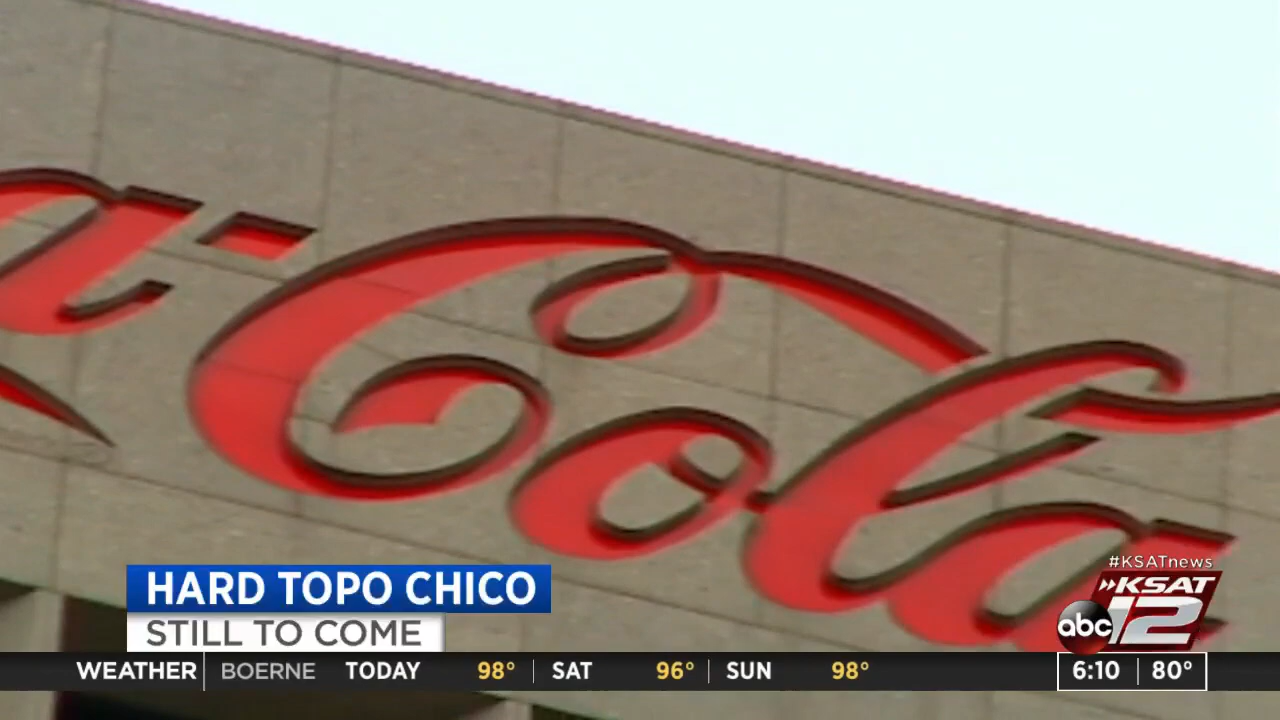 a-Cola
HARD TOPO CHICO
STILL TO COME
#KSATnews
KSAT
abc 12
WEATHER BOERNE TODAY 98° SAT 96° SUN 98°
6:10 80°